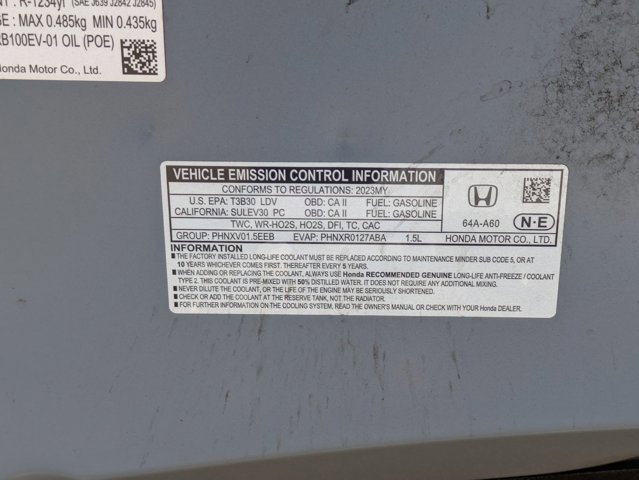 R-1234yf (SAE J639 J2842 J2845)
GE : MAX 0.485kg MIN 0.435kg
RB100EV-01 OIL (POE)
Honda Motor Co., Ltd.
VEHICLE EMISSION CONTROL INFORMATION
CONFORMS TO REGULATIONS: 2023MY
U.S. EPA: T3B30 LDV OBD: CA II FUEL: GASOLINE
CALIFORNIA: SULEV30 PC OBD: CA II FUEL: GASOLINE
TWC, WR-HO2S, HO2S, DFI, TC, CAC
64A-A60
N·E
GROUP: PHNXV01.5EEB EVAP: PHNXR0127ABA 1.5L HONDA MOTOR CO., LTD.
INFORMATION
■ THE FACTORY INSTALLED LONG-LIFE COOLANT MUST BE REPLACED ACCORDING TO MAINTENANCE MINDER SUB CODE 5, OR AT
10 YEARS WHICHEVER COMES FIRST. THEREAFTER EVERY 5 YEARS.
■ WHEN ADDING OR REPLACING THE COOLANT, ALWAYS USE Honda RECOMMENDED GENUINE LONG-LIFE ANTI-FREEZE / COOLANT
TYPE 2. THIS COOLANT IS PRE-MIXED WITH 50% DISTILLED WATER. IT DOES NOT REQUIRE ANY ADDITIONAL MIXING.
■ NEVER DILUTE THE COOLANT, OR THE LIFE OF THE ENGINE MAY BE SERIOUSLY SHORTENED.
■ CHECK OR ADD THE COOLANT AT THE RESERVE TANK, NOT THE RADIATOR.
■ FOR FURTHER INFORMATION ON THE COOLING SYSTEM, READ THE OWNER'S MANUAL OR CHECK WITH YOUR Honda DEALER.